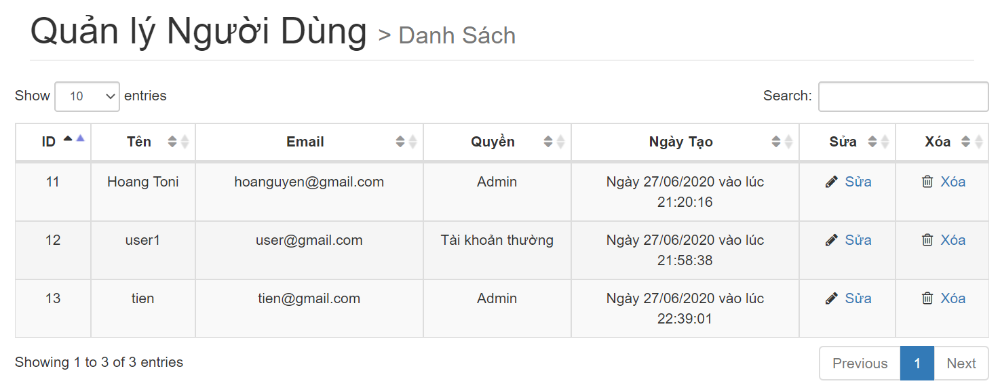 Quản lý Người Dùng > Danh Sách
Show 10 entries Search:
ID Tên Email Quyền Ngày Tạo Sửa Xóa
11 Hoang Toni hoanguyen@gmail.com Admin Ngày 27/06/2020 vào lúc Sửa Xóa
21:20:16
12 user1 user@gmail.com Tài khoản thường Ngày 27/06/2020 vào lúc Sửa Xóa
21:58:38
13 tien tien@gmail.com Admin Ngày 27/06/2020 vào lúc Sửa Xóa
22:39:01
Showing 1 to 3 of 3 entries Previous 1 Next